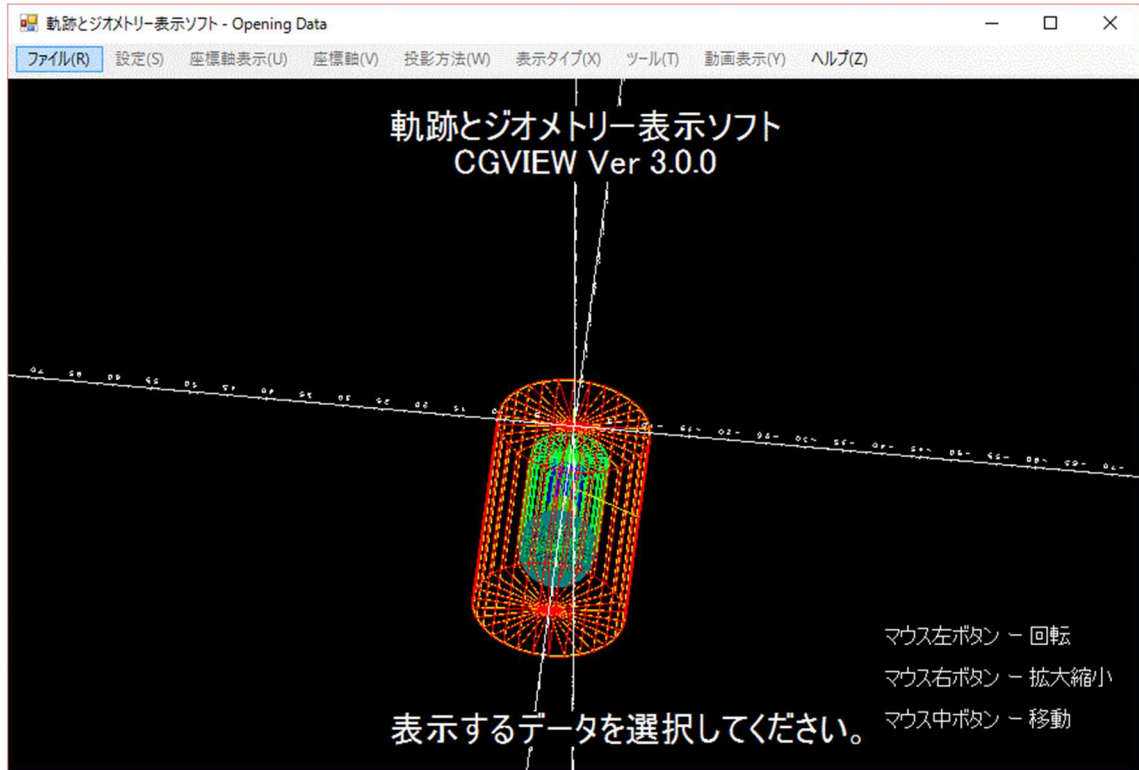 軌跡とジオメトリー表示ソフト - Opening Data
ファイル(R) 設定(S) 座標軸表示(U) 座標軸(V) 投影方法(W) 表示タイプ(X) ツール(T) 動画表示(Y) ヘルプ(Z)
軌跡とジオメトリー表示ソフト
CGVIEW Ver 3.0.0
マウス左ボタン － 回転
マウス右ボタン － 拡大縮小
マウス中ボタン － 移動
表示するデータを選択してください。